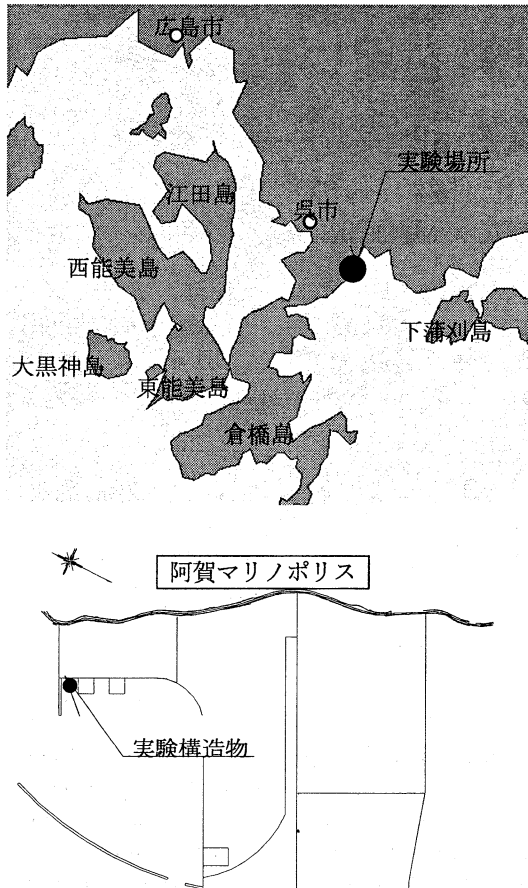 広島市
実験場所
江田島
呉市
西能美島
下蒲刈島
大黒神島
東能美島
倉橋島
阿賀マリノポリス
実験構造物